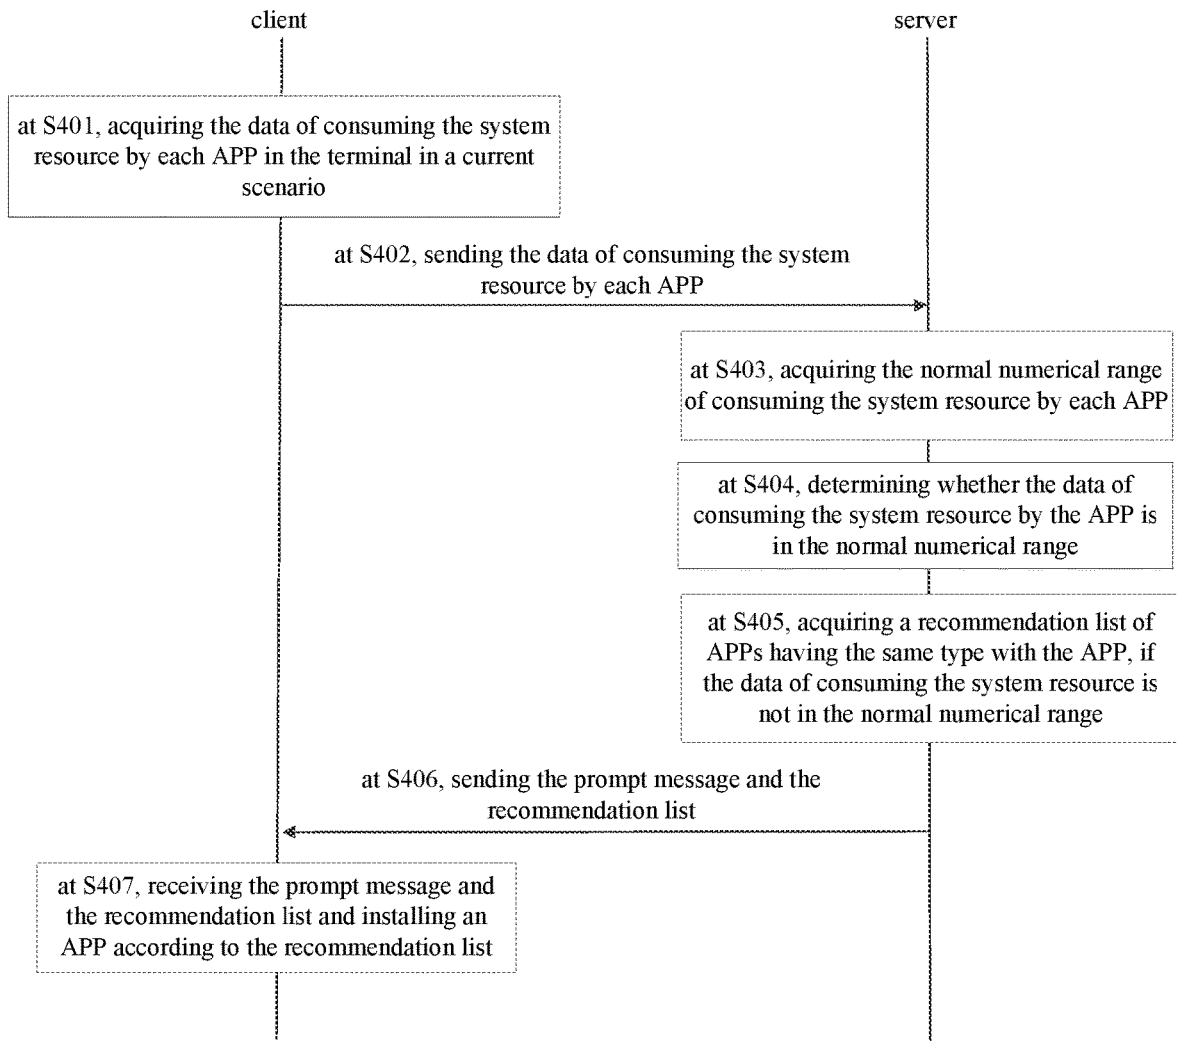 client
server
at S401, acquiring the data of consuming the system
resource by each APP in the terminal in a current
scenario
at S402, sending the data of consuming the system
resource by each APP
at S403, acquiring the normal numerical range
of consuming the system resource by each APP
at S404, determining whether the data of
consuming the system resource by the APP is
in the normal numerical range
at S405, acquiring a recommendation list of
APPs having the same type with the APP, if
the data of consuming the system resource is
not in the normal numerical range
at S406, sending the prompt message and the
recommendation list
at S407, receiving the prompt message and
the recommendation list and installing an
APP according to the recommendation list